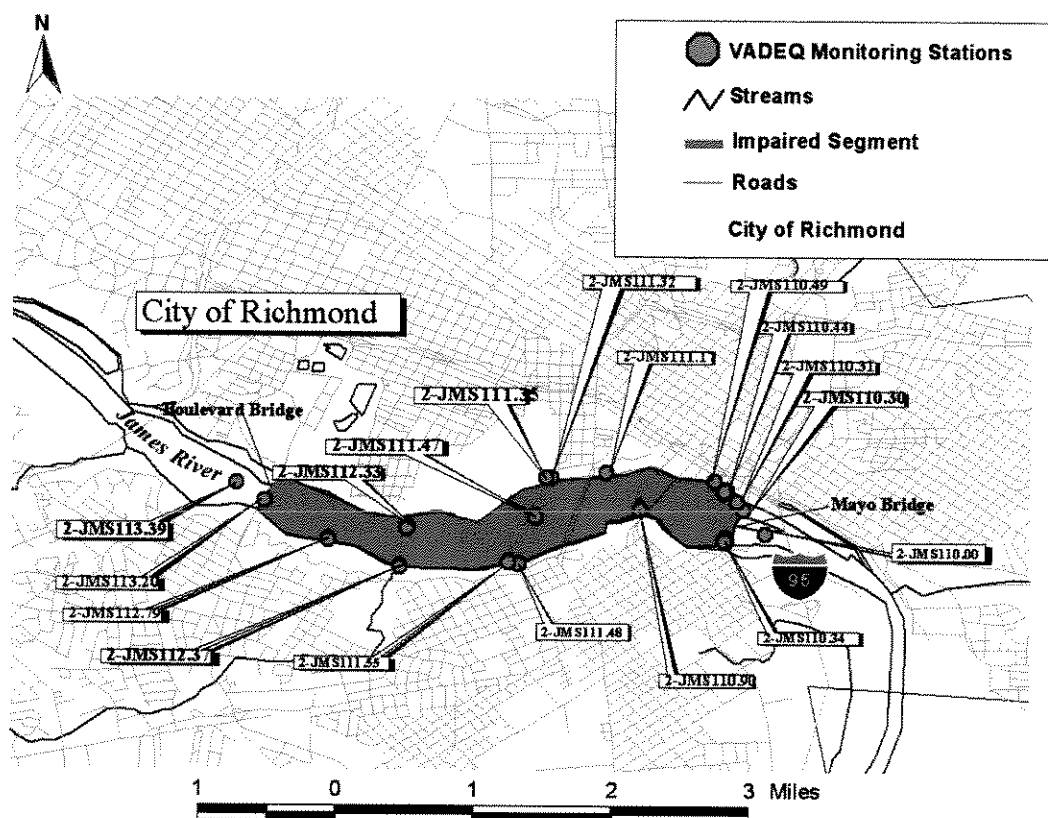 N
VADEQ Monitoring Stations
Streams
Impaired Segment
Roads
City of Richmond
2-JMS111.32
2-JMS110.49
City of Richmond
2-JMS110.44
2-JMS111.1
2-JMS110.31
2-JMS111.35
2-JMS110.30
Boulevard Bridge
James River
2-JMS111.47
2-JMS112.33
Mayo Bridge
2-JMS113.39
2-JMS110.00
2-JMS113.20
95
2-JMS112.79
2-JMS111.48
2-JMS110.34
2-JMS112.37
2-JMS111.55
2-JMS110.90
1 0 1 2 3 Miles